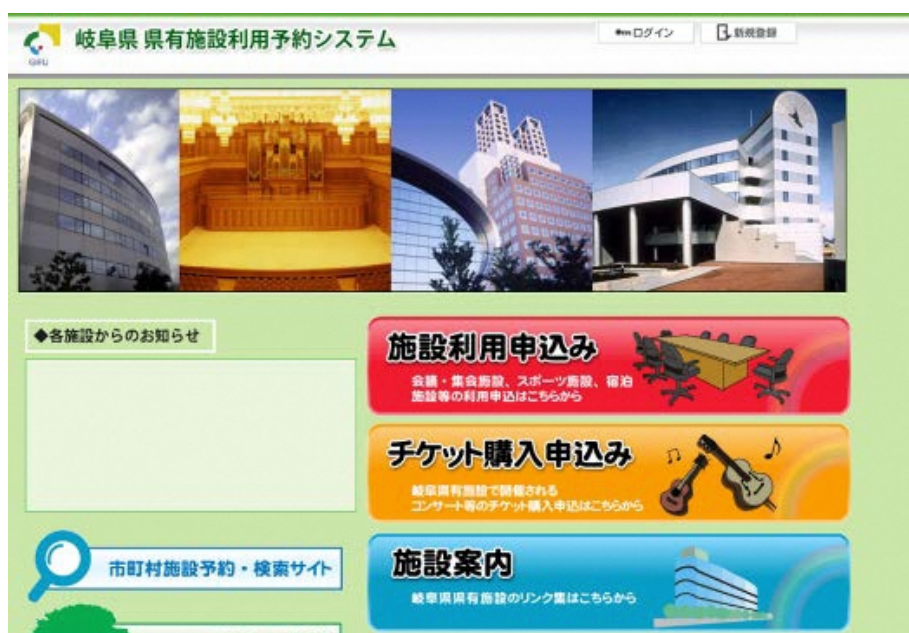 岐阜県 県有施設利用予約システム
GIFU
ログイン
新規登録
◆各施設からのお知らせ
施設利用申込み
会議・集会施設、スポーツ施設、宿泊
施設等の利用申込はこちらから
チケット購入申込み
岐阜県有施設で開催される
コンサート等のチケット購入申込はこちらから
市町村施設予約・検索サイト
施設案内
岐阜県県有施設のリンク集はこちらから